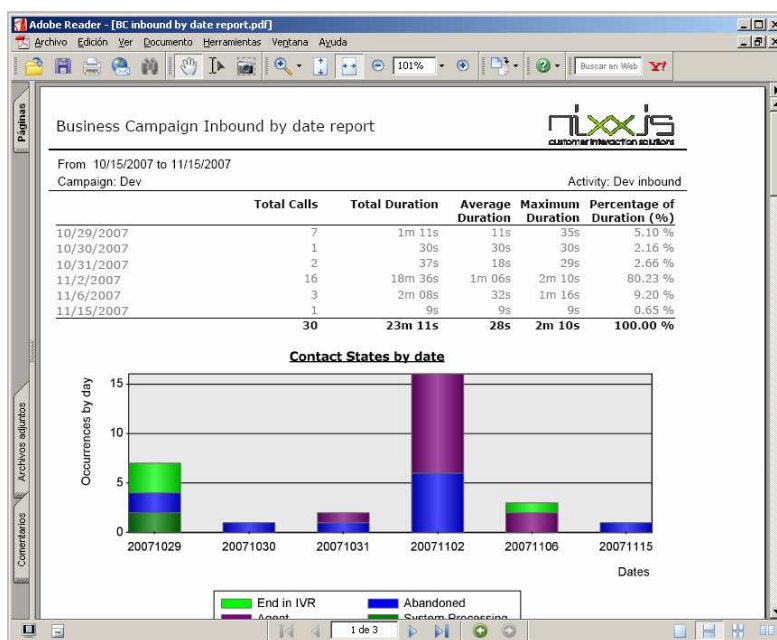 Adobe Reader - [BC inbound by date report.pdf]
Archivo Edición Ver Documento Herramientas Ventana Ayuda
101%
Buscar en Web Y!
Páginas
Archivos adjuntos
Comentarios
Business Campaign Inbound by date report
nixxis
customer interaction solutions
From 10/15/2007 to 11/15/2007
Campaign: Dev Activity: Dev inbound
Total Calls Total Duration Average Duration Maximum Duration Percentage of Duration (%)
10/29/2007 7 1m 11s 11s 35s 5.10 %
10/30/2007 1 30s 30s 30s 2.16 %
10/31/2007 2 37s 18s 29s 2.66 %
11/2/2007 16 18m 36s 1m 06s 2m 10s 80.23 %
11/6/2007 3 2m 08s 32s 1m 16s 9.20 %
11/15/2007 1 9s 9s 9s 0.65 %
30 23m 11s 28s 2m 10s 100.00 %
Contact States by date
Occurrences by day
15
10
5
0
20071029 20071030 20071031 20071102 20071106 20071115
Dates
End in IVR Abandoned
Agent System Processing
1 de 3